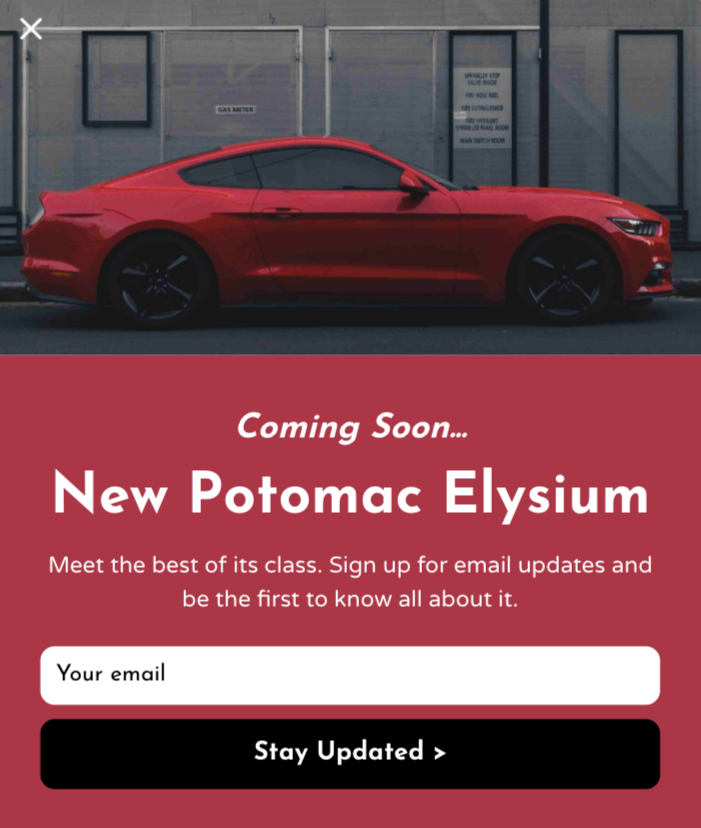 GAS METER
SPRINKLER STOP
VALVE INSIDE
FIRE HOSE REEL
FIRE EXTINGUISHER
FIRE HYDRANT
SPRINKLER PANEL ROOM
MAIN SWITCH ROOM
Coming Soon...
New Potomac Elysium
Meet the best of its class. Sign up for email updates and
be the first to know all about it.
Your email
Stay Updated >